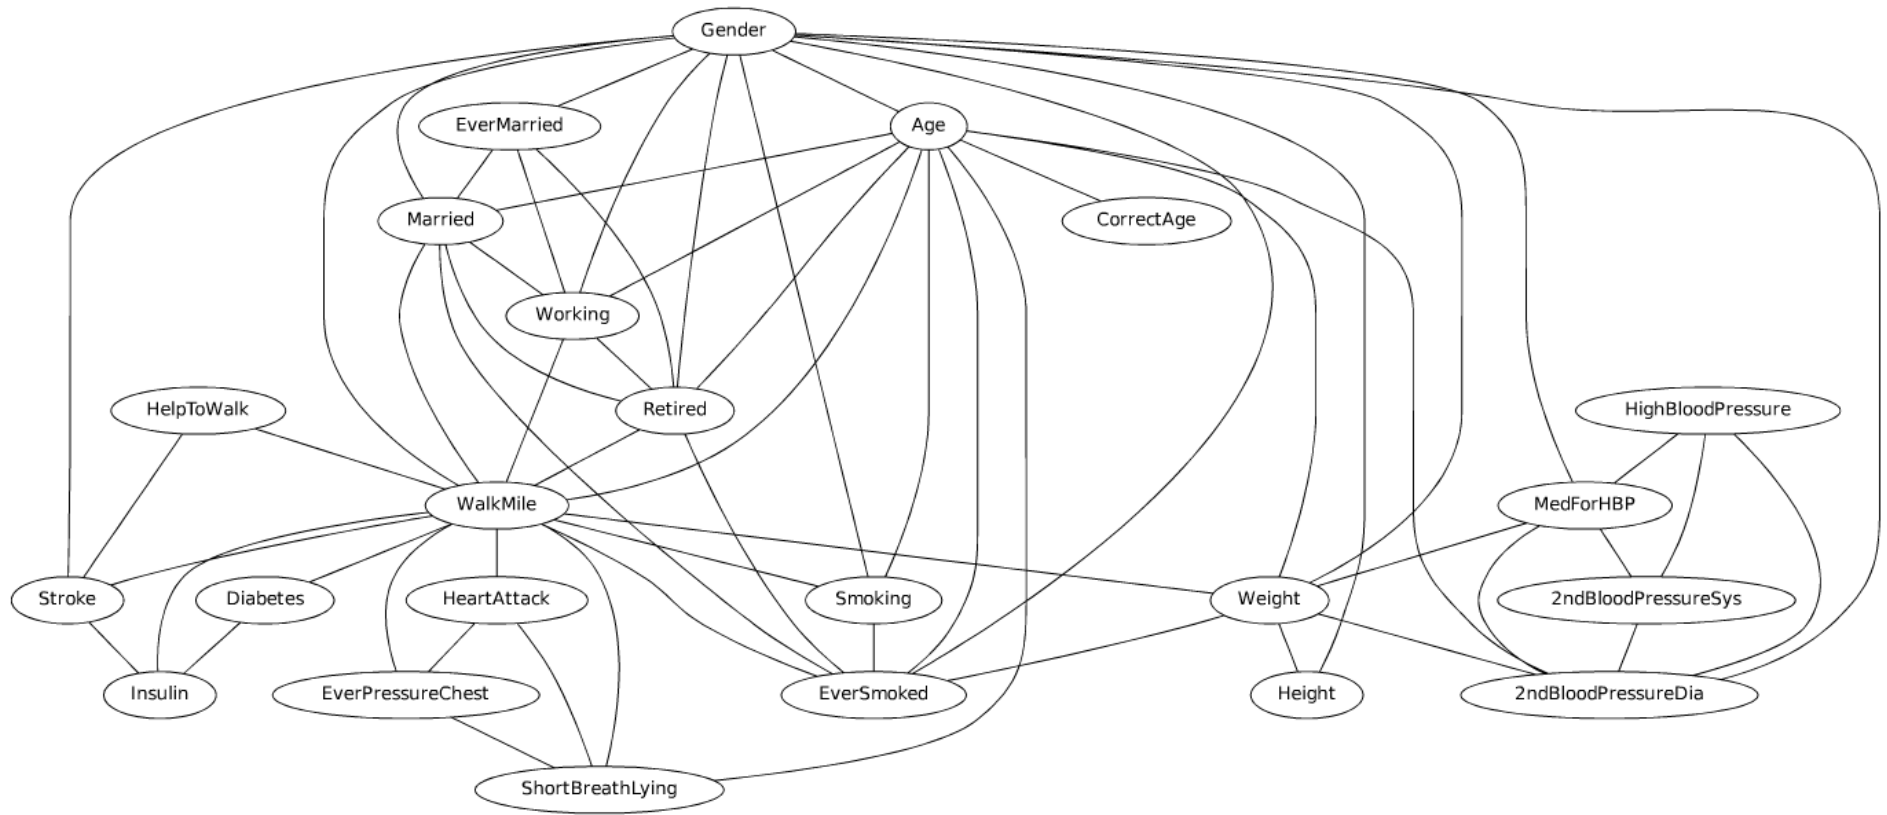 Gender
EverMarried
Age
Married
CorrectAge
Working
HelpToWalk
Retired
HighBloodPressure
WalkMile
MedForHBP
Stroke
Diabetes
HeartAttack
Smoking
Weight
2ndBloodPressureSys
Insulin
EverPressureChest
EverSmoked
Height
2ndBloodPressureDia
ShortBreathLying